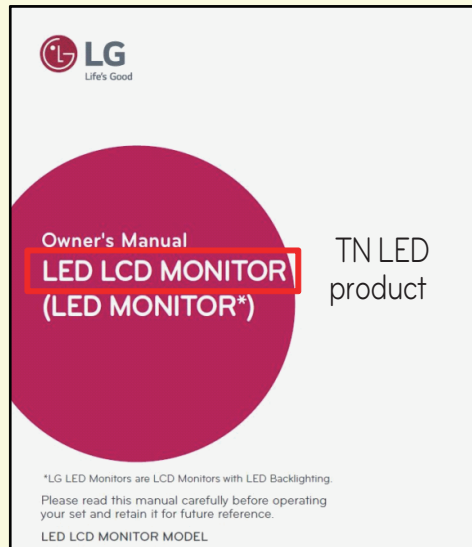 LG
Life's Good
Owner's Manual
LED LCD MONITOR
(LED MONITOR*)
TN LED
product
*LG LED Monitors are LCD Monitors with LED Backlighting.
Please read this manual carefully before operating
your set and retain it for future reference.
LED LCD MONITOR MODEL